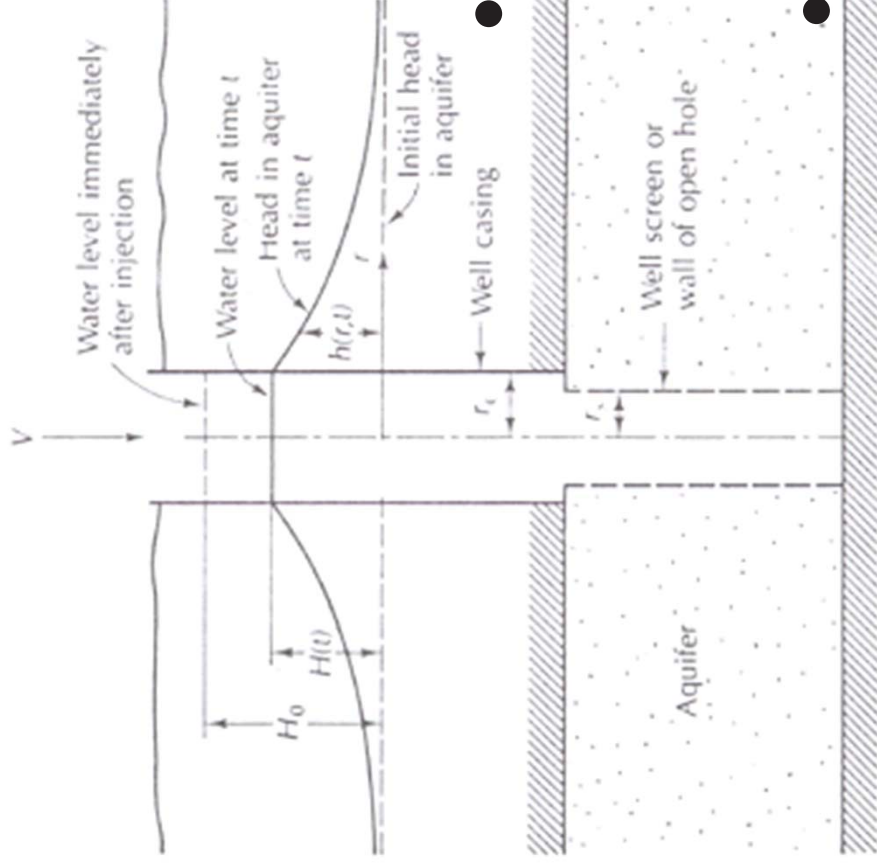 V
Water level immediately
after injection
Water level at time t
Head in aquifer
at time t
H₀
H(t)
h(r,t)
r
Initial head
in aquifer
Well casing
r꜀
rₛ
Well screen or
wall of open hole
Aquifer